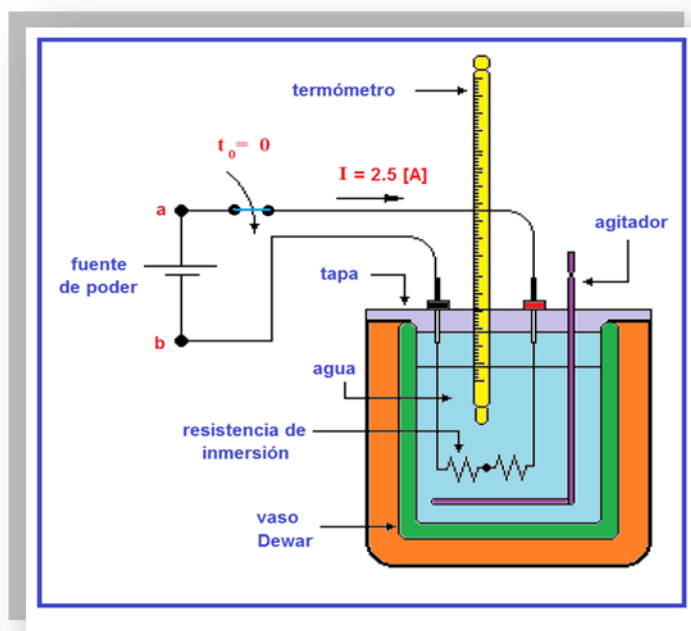 termómetro
t₀= 0
I = 2.5 [A]
a
agitador
fuente
de poder
tapa
b
agua
resistencia de
inmersión
vaso
Dewar